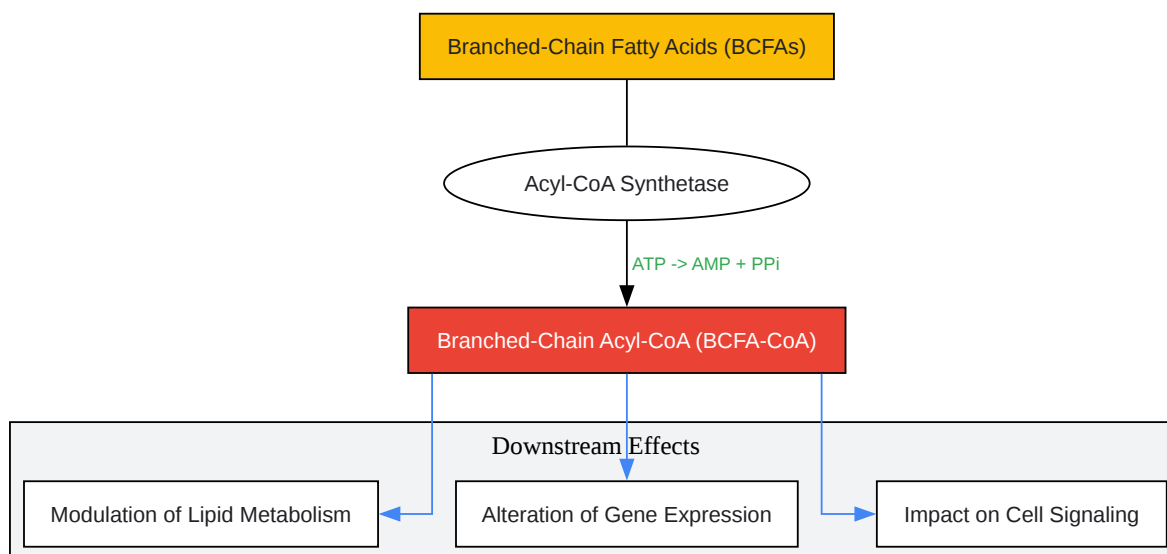 Branched-Chain Fatty Acids (BCFAs)
Acyl-CoA Synthetase
ATP -> AMP + PPi
Branched-Chain Acyl-CoA (BCFA-CoA)
Downstream Effects
Modulation of Lipid Metabolism
Alteration of Gene Expression
Impact on Cell Signaling